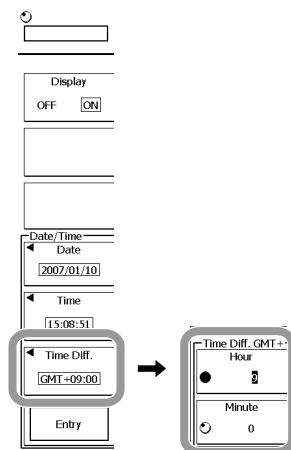 Display
OFF ON
Date/Time
Date
2007/01/10
Time
15:08:51
Time Diff.
GMT+09:00
Entry
Time Diff. GMT+
Hour
9
Minute
0